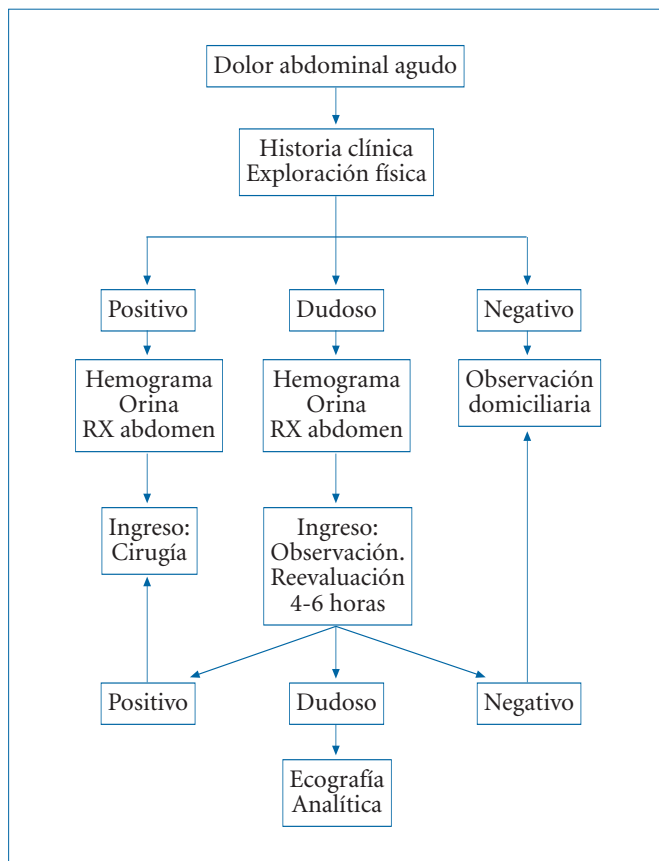 Dolor abdominal agudo
Historia clínica
Exploración física
Positivo
Dudoso
Negativo
Hemograma
Orina
RX abdomen
Hemograma
Orina
RX abdomen
Observación
domiciliaria
Ingreso:
Cirugía
Ingreso:
Observación.
Reevaluación
4-6 horas
Positivo
Dudoso
Negativo
Ecografía
Analítica